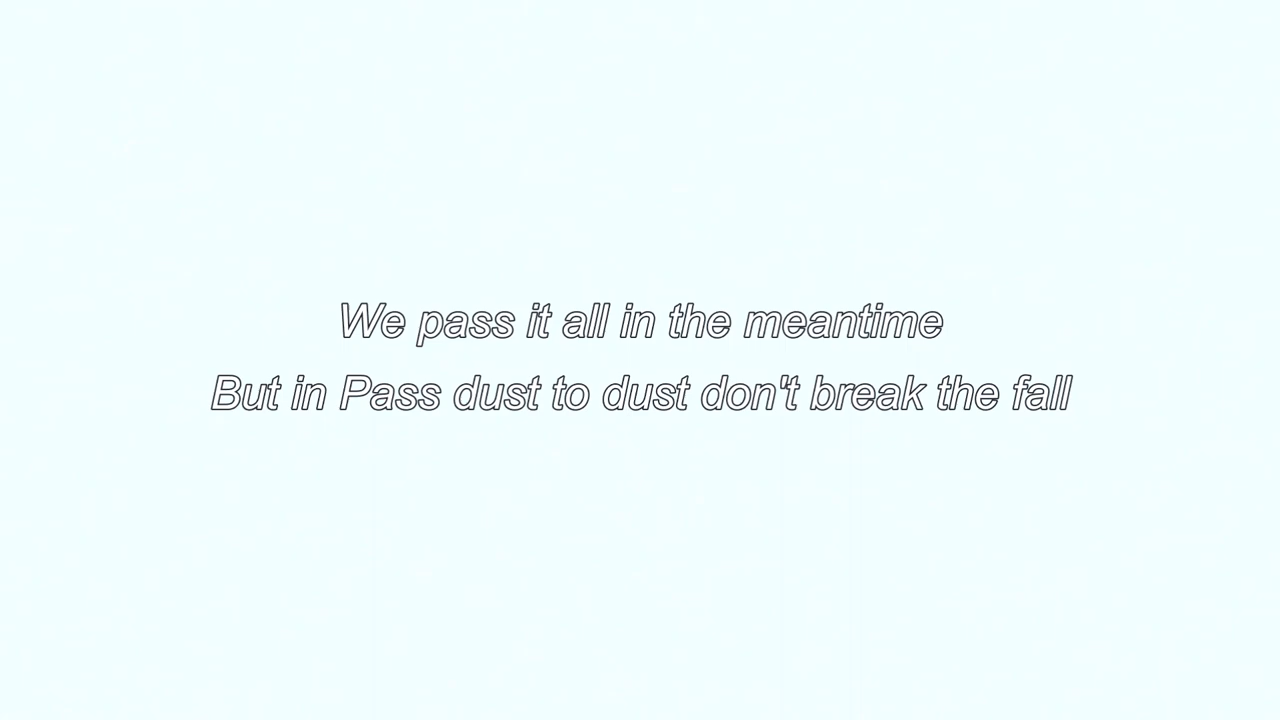 We pass it all in the meantime
But in Pass dust to dust don't break the fall